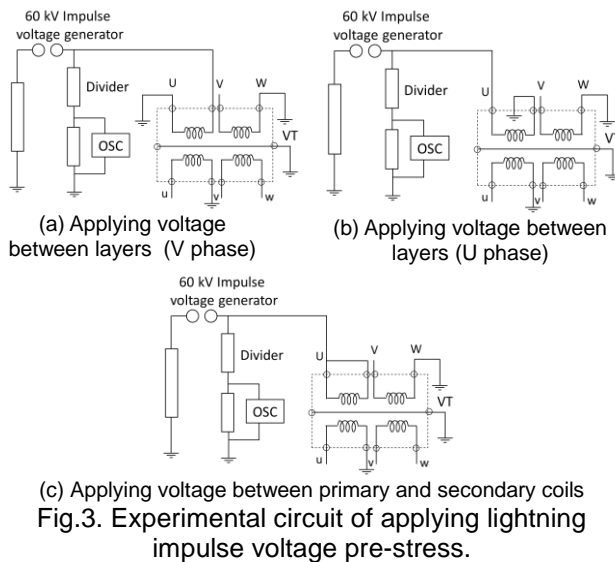 60 kV Impulse
voltage generator
Divider
OSC
U
V
W
VT
u
v
w
(a) Applying voltage
between layers (V phase)
60 kV Impulse
voltage generator
Divider
OSC
U
V
W
VT
u
v
w
(b) Applying voltage between
layers (U phase)
60 kV Impulse
voltage generator
Divider
OSC
U
V
W
VT
u
v
w
(c) Applying voltage between primary and secondary coils
Fig.3. Experimental circuit of applying lightning
impulse voltage pre-stress.